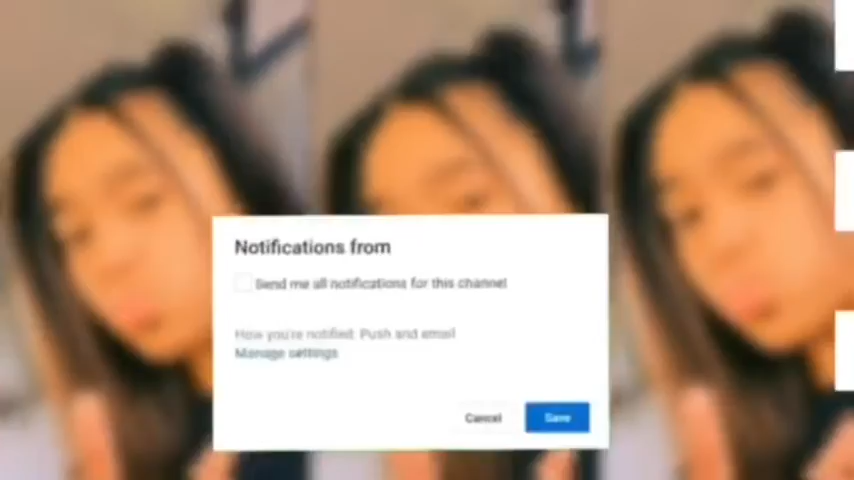 Notifications from
Send me all notifications for this channel
How you're notified: Push and email
Manage settings
Cancel
Save